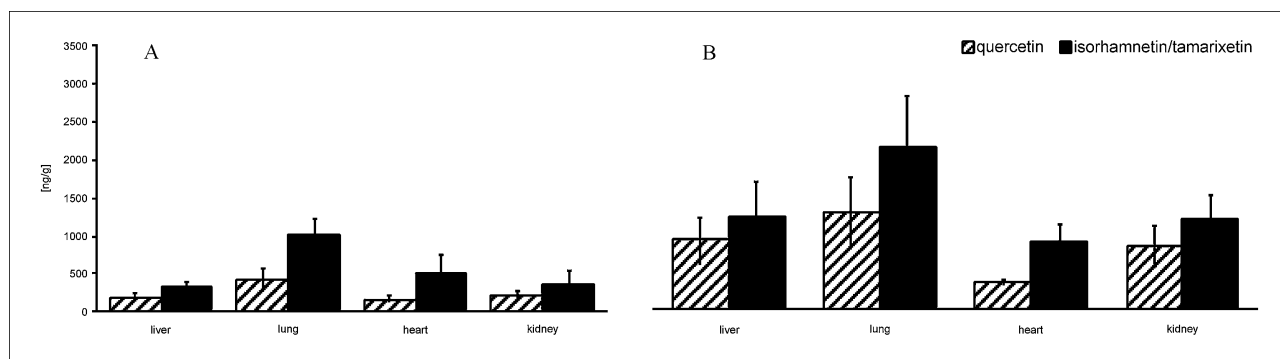 A
B
quercetin isorhamnetin/tamarixetin
3500
3000
2500
2000
1500
1000
500
0
[ng/g]
liver lung heart kidney
liver lung heart kidney